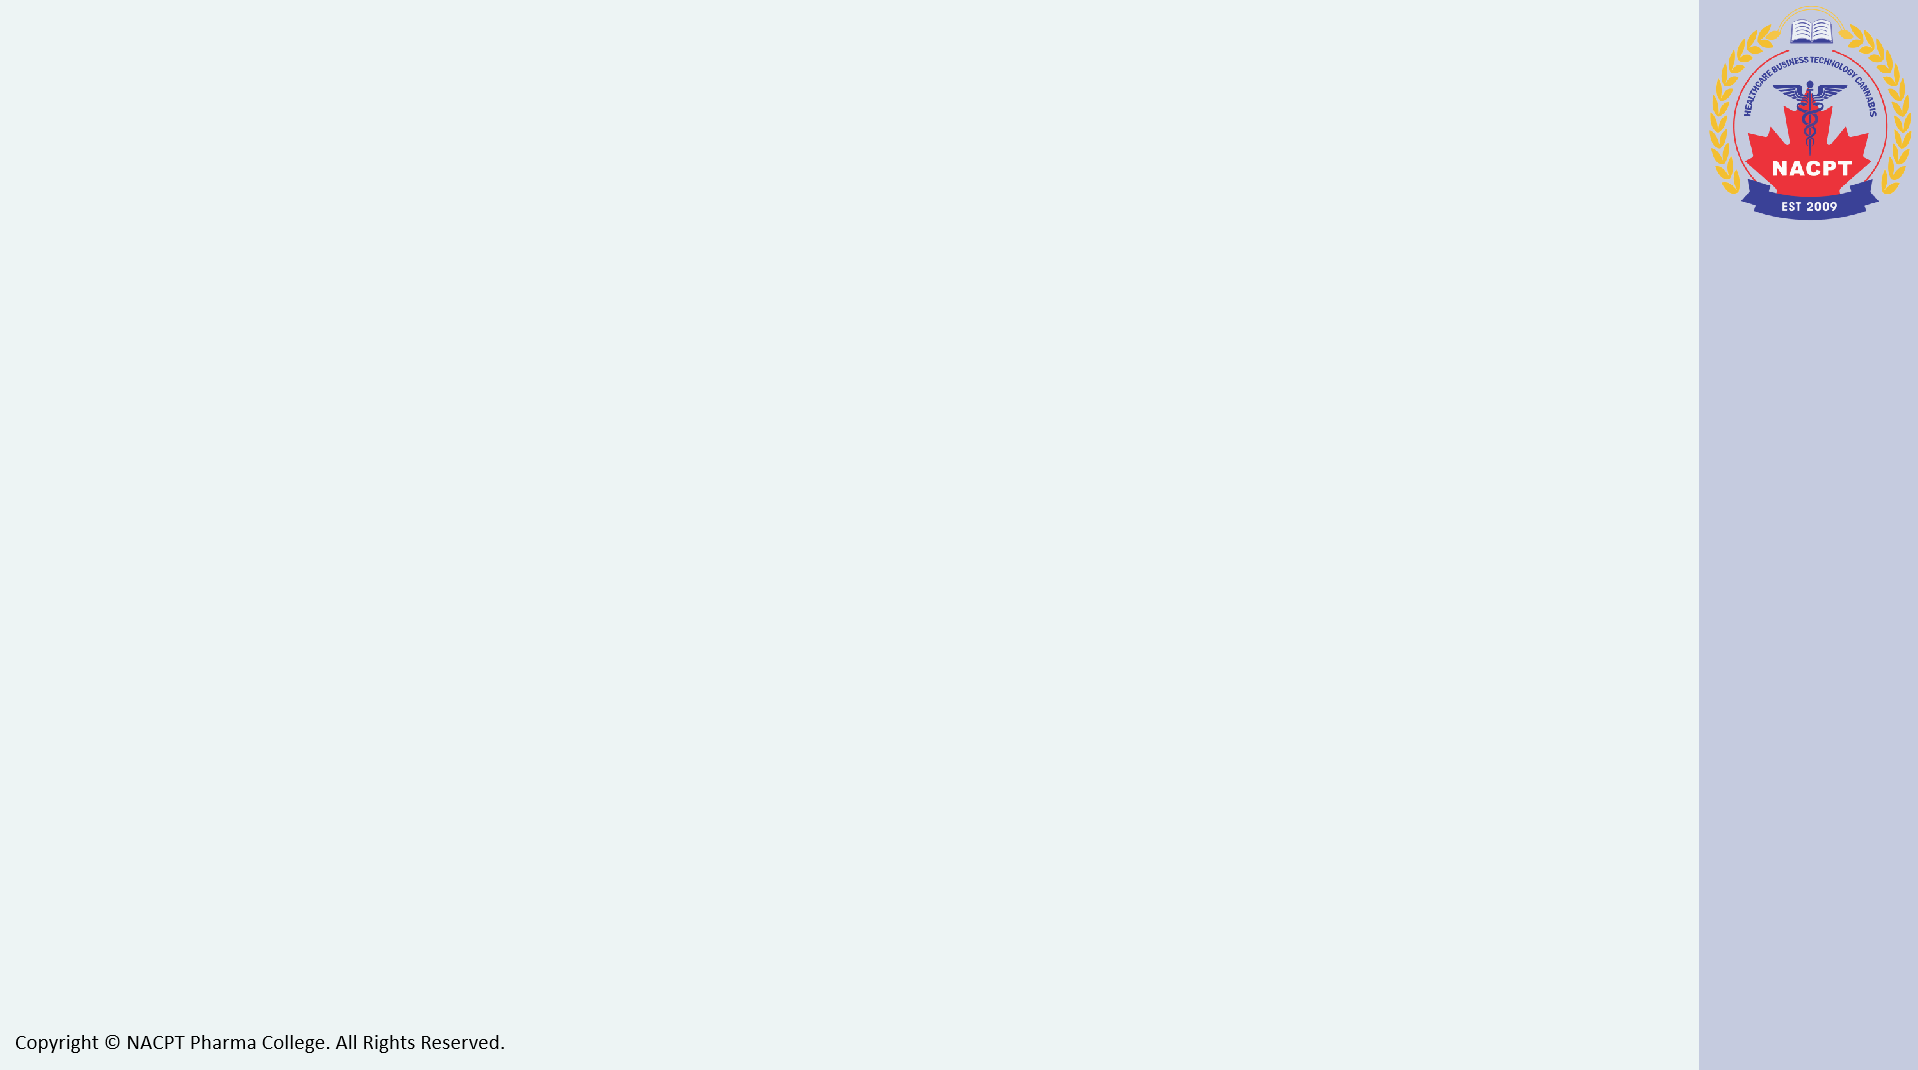 HEALTHCARE BUSINESS TECHNOLOGY CANNABIS
NACPT
EST 2009
Copyright © NACPT Pharma College. All Rights Reserved.